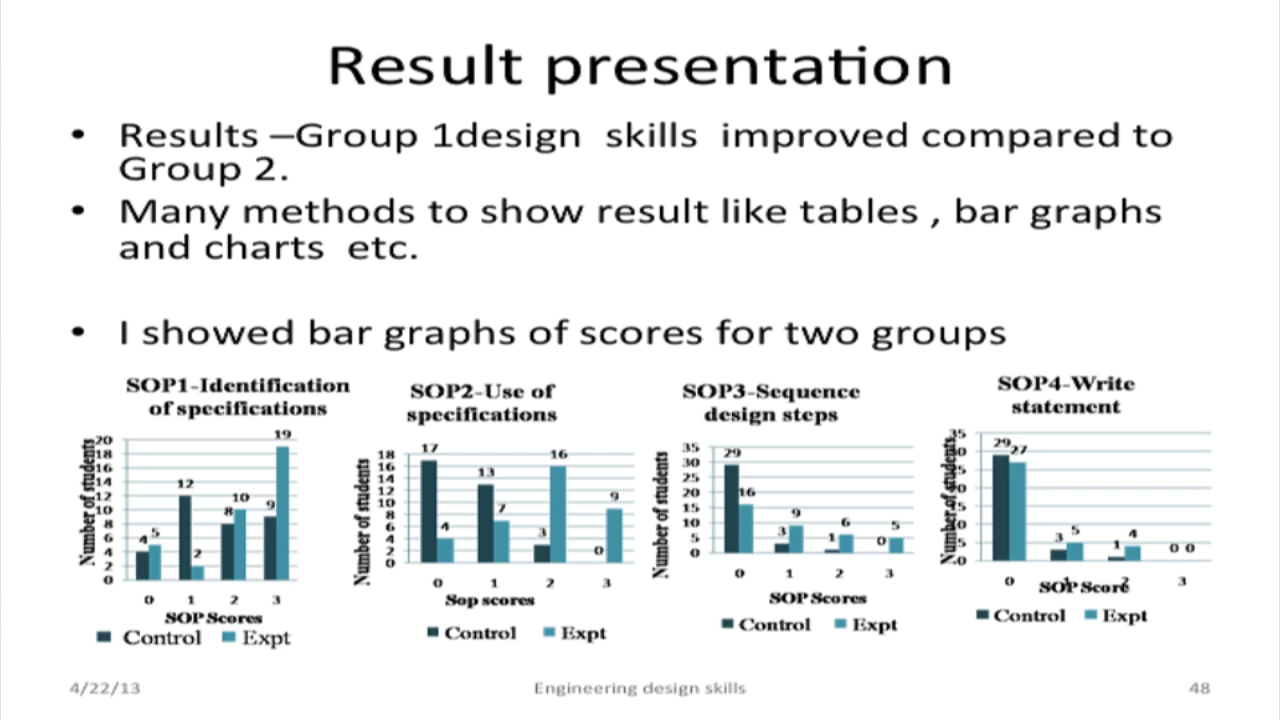 Result presentation
• Results –Group 1design skills improved compared to
Group 2.
• Many methods to show result like tables , bar graphs
and charts etc.
• I showed bar graphs of scores for two groups
SOP1-Identification
of specifications
Number of students
20
18
16
14
12
10
8
6
4
2
0
4
5
12
2
8
10
9
19
0 1 2 3
SOP Scores
Control Expt
SOP2-Use of
specifications
Number of students
18
16
14
12
10
8
6
4
2
0
17
4
13
7
3
16
0
9
0 1 2 3
Sop scores
Control Expt
SOP3-Sequence
design steps
Number of students
35
30
25
20
15
10
5
0
29
16
3
9
1
6
0
5
0 1 2 3
SOP Scores
Control Expt
SOP4-Write
statement
Number of students
35
29
27
3
5
1
4
0 0
0 1 2 3
SOP Score
Control Expt
4/22/13
Engineering design skills
48